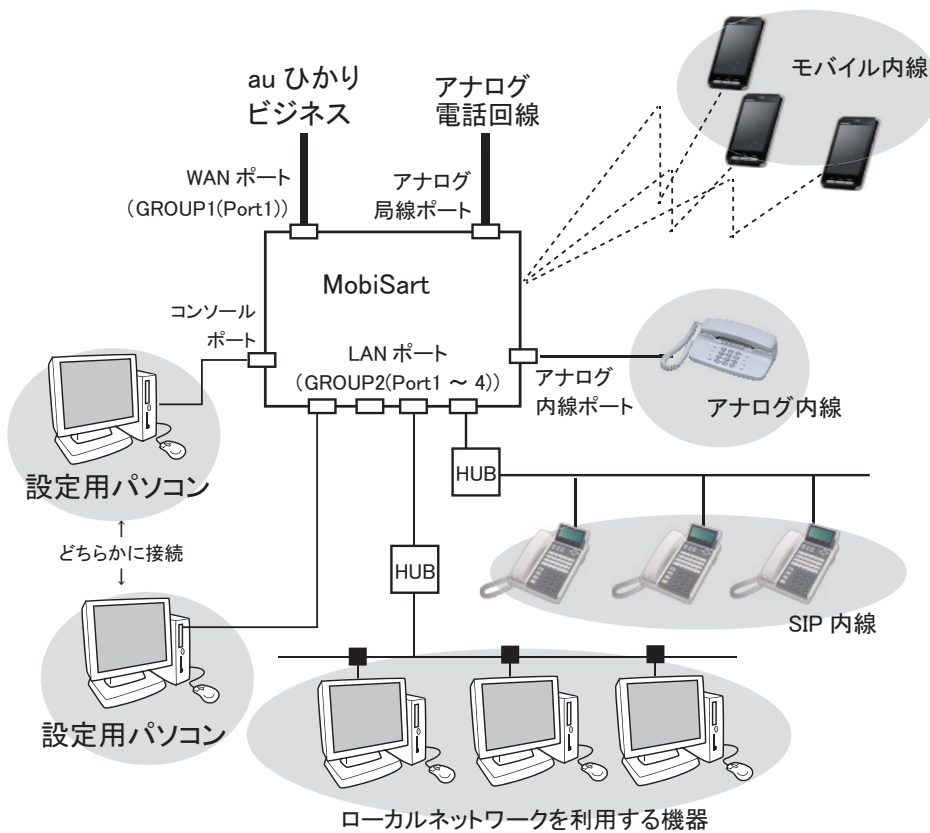 au ひかり
ビジネス
アナログ
電話回線
モバイル内線
WAN ポート
（GROUP1(Port1)）
アナログ
局線ポート
MobiSart
コンソール
ポート
LAN ポート
（GROUP2(Port1 ～ 4)）
アナログ
内線ポート
アナログ内線
設定用パソコン
↑
どちらかに接続
↓
HUB
HUB
SIP 内線
設定用パソコン
ローカルネットワークを利用する機器